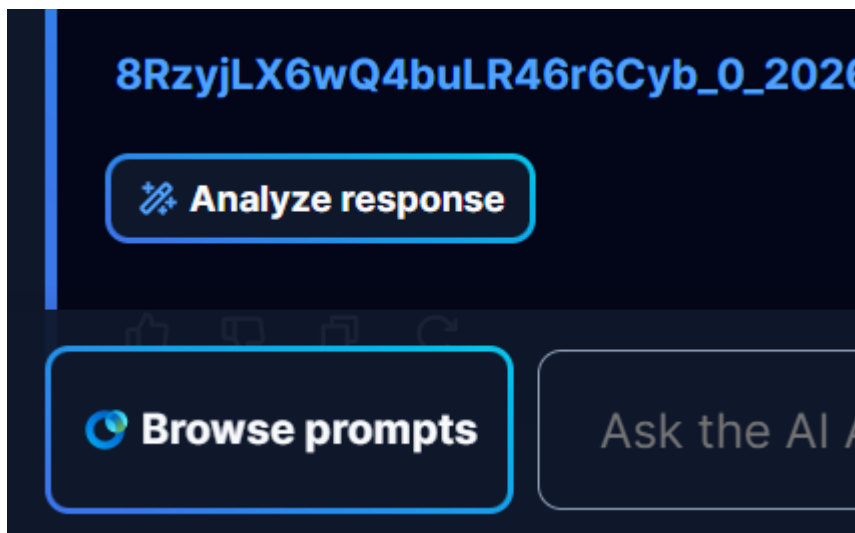 8RzyjLX6wQ4buLR46r6Cyb_0_2026
Analyze response
Browse prompts
Ask the AI A